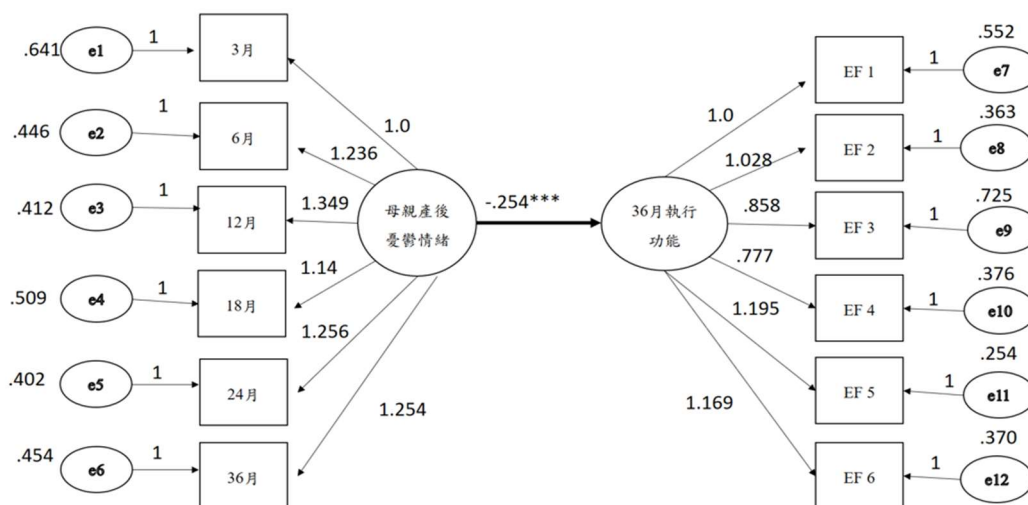 .641
e1
1
3月
.446
e2
1
6月
.412
e3
1
12月
.509
e4
1
18月
.402
e5
1
24月
.454
e6
1
36月
1.0
1.236
1.349
1.14
1.256
1.254
母親產後
憂鬱情緒
-.254***
36月執行
功能
1.0
1.028
.858
.777
1.195
1.169
EF 1
1
.552
e7
EF 2
1
.363
e8
EF 3
1
.725
e9
EF 4
1
.376
e10
EF 5
1
.254
e11
EF 6
1
.370
e12